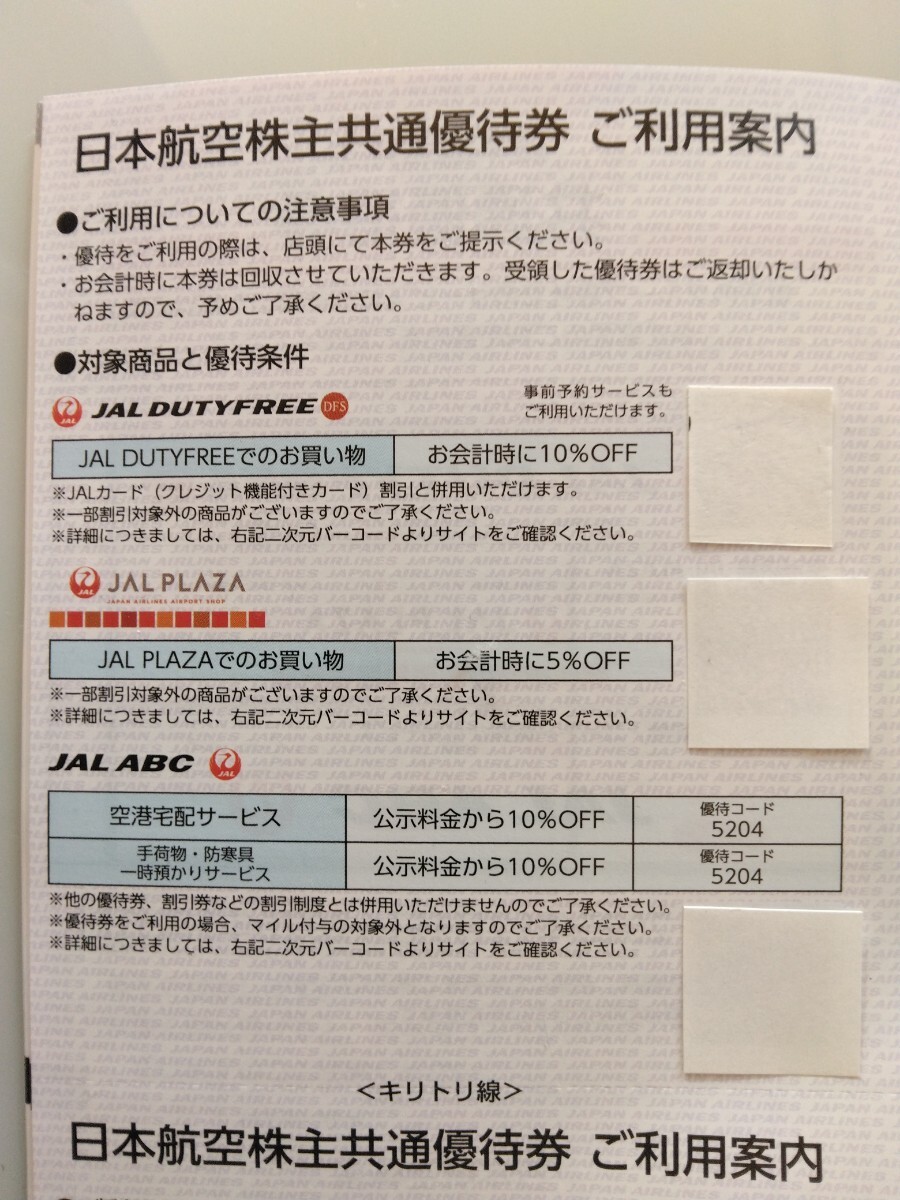 日本航空株主共通優待券 ご利用案内
●ご利用についての注意事項
・優待をご利用の際は、店頭にて本券をご提示ください。
・お会計時に本券は回収させていただきます。受領した優待券はご返却いたしか
ねますので、予めご了承ください。
●対象商品と優待条件
JAL JAL DUTYFREE DFS
事前予約サービスも
ご利用いただけます。
JAL DUTYFREEでのお買い物 お会計時に10%OFF
※JALカード（クレジット機能付きカード）割引と併用いただけます。
※一部割引対象外の商品がございますのでご了承ください。
※詳細につきましては、右記二次元バーコードよりサイトをご確認ください。
JAL JAL PLAZA
JAPAN AIRLINES AIRPORT SHOP
JAL PLAZAでのお買い物 お会計時に5%OFF
※一部割引対象外の商品がございますのでご了承ください。
※詳細につきましては、右記二次元バーコードよりサイトをご確認ください。
JAL ABC JAL
空港宅配サービス 公示料金から10%OFF 優待コード
5204
手荷物・防寒具
一時預かりサービス 公示料金から10%OFF 優待コード
5204
※他の優待券、割引券などの割引制度とは併用いただけませんのでご了承ください。
※優待券をご利用の場合、マイル付与の対象外となりますのでご了承ください。
※詳細につきましては、右記二次元バーコードよりサイトをご確認ください。
＜キリトリ線＞
日本航空株主共通優待券 ご利用案内